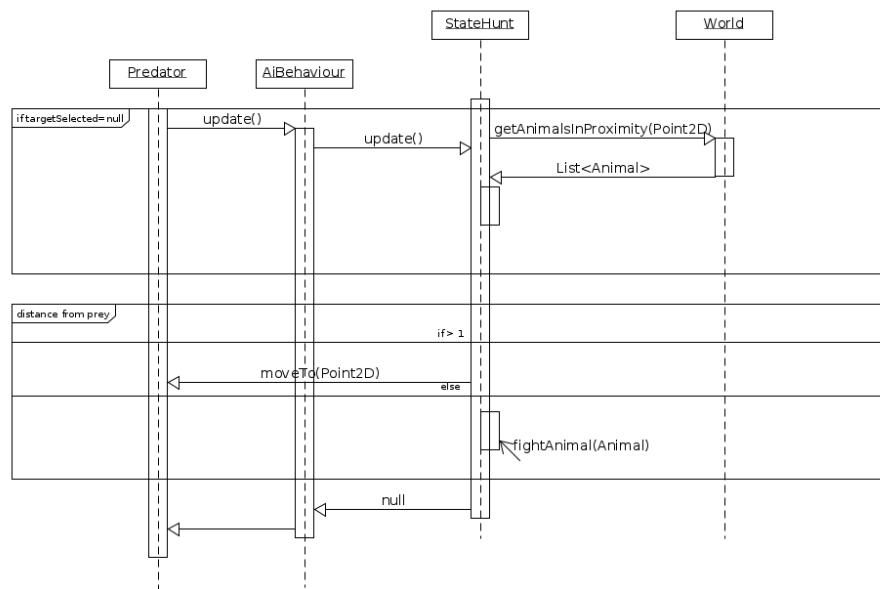 StateHunt
World
Predator
AiBehaviour
iftargetSelected=null
update()
getAnimalsInProximity(Point2D)
update()
List<Animal>
distance from prey
if> 1
moveTo(Point2D)
else
fightAnimal(Animal)
null